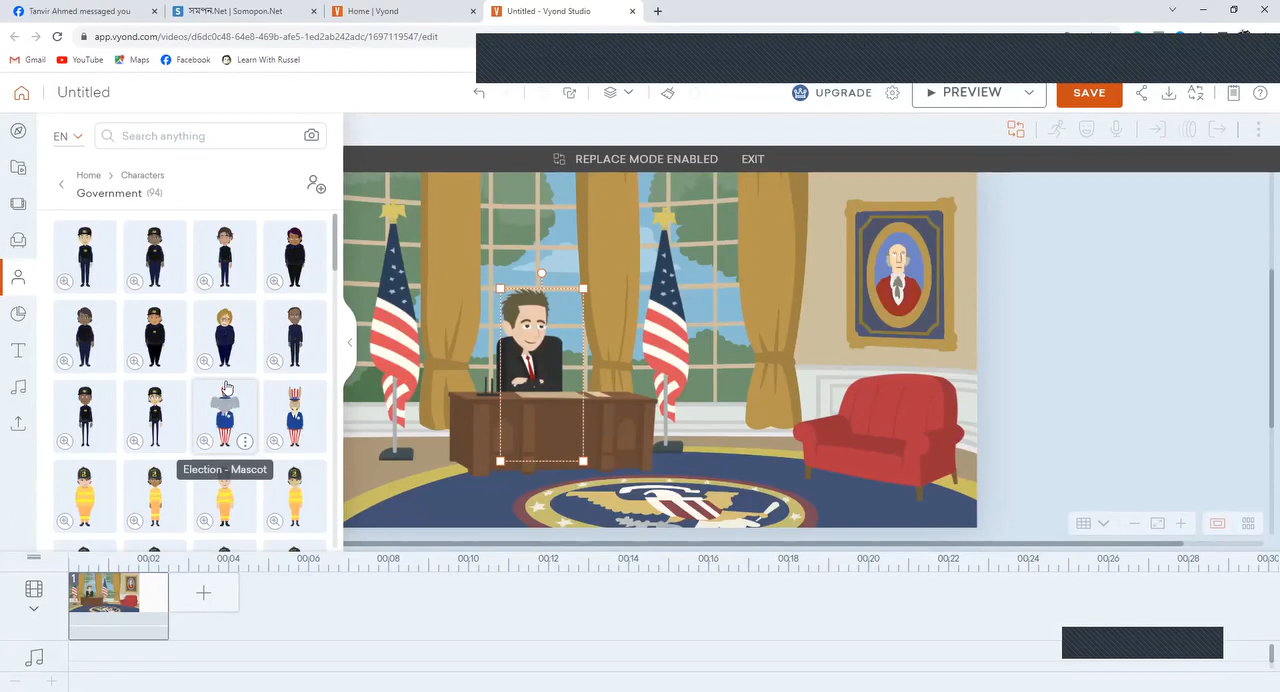 Tanvir Ahmed messaged you
সমপন.Net | Somopon.Net
Home | Vyond
Untitled - Vyond Studio
app.vyond.com/videos/d6dc0c48-64e8-469b-afe5-1ed2ab242adc/1697119547/edit
Gmail
YouTube
Maps
Facebook
Learn With Russel
Untitled
UPGRADE
PREVIEW
SAVE
EN
Search anything
REPLACE MODE ENABLED
EXIT
Home
Characters
Government (94)
Election - Mascot
00:02
00:04
00:06
00:08
00:10
00:12
00:14
00:16
00:18
00:20
00:22
00:24
00:26
00:28
00:30
1